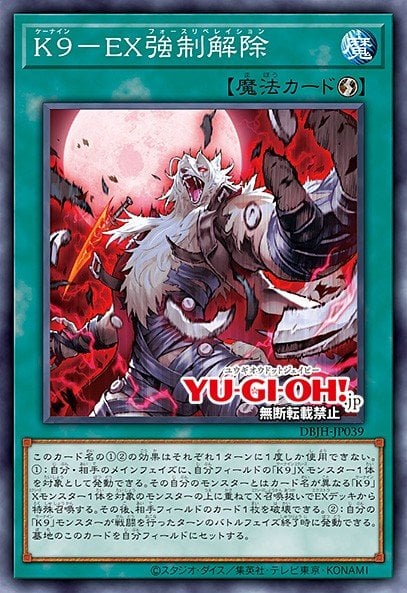 ケーナイン フォースリベレイション
K9－EX強制解除
魔
【魔法カード】
ユウギオウドットジェイピー
YU-GI-OH!.jp
無断転載禁止
DBJH-JP039
このカード名の①②の効果はそれぞれ１ターンに１度しか使用できない。
①：自分・相手のメインフェイズに、自分フィールドの「K9」Xモンスター１体
を対象として発動できる。その自分のモンスターとはカード名が異なる「K9」
Xモンスター１体を対象のモンスターの上に重ねてX召喚扱いでEXデッキから
特殊召喚する。その後、相手フィールドのカード１枚を破壊できる。②：自分の
「K9」モンスターが戦闘を行ったターンのバトルフェイズ終了時に発動できる。
墓地のこのカードを自分フィールドにセットする。
©スタジオ・ダイス／集英社・テレビ東京・KONAMI